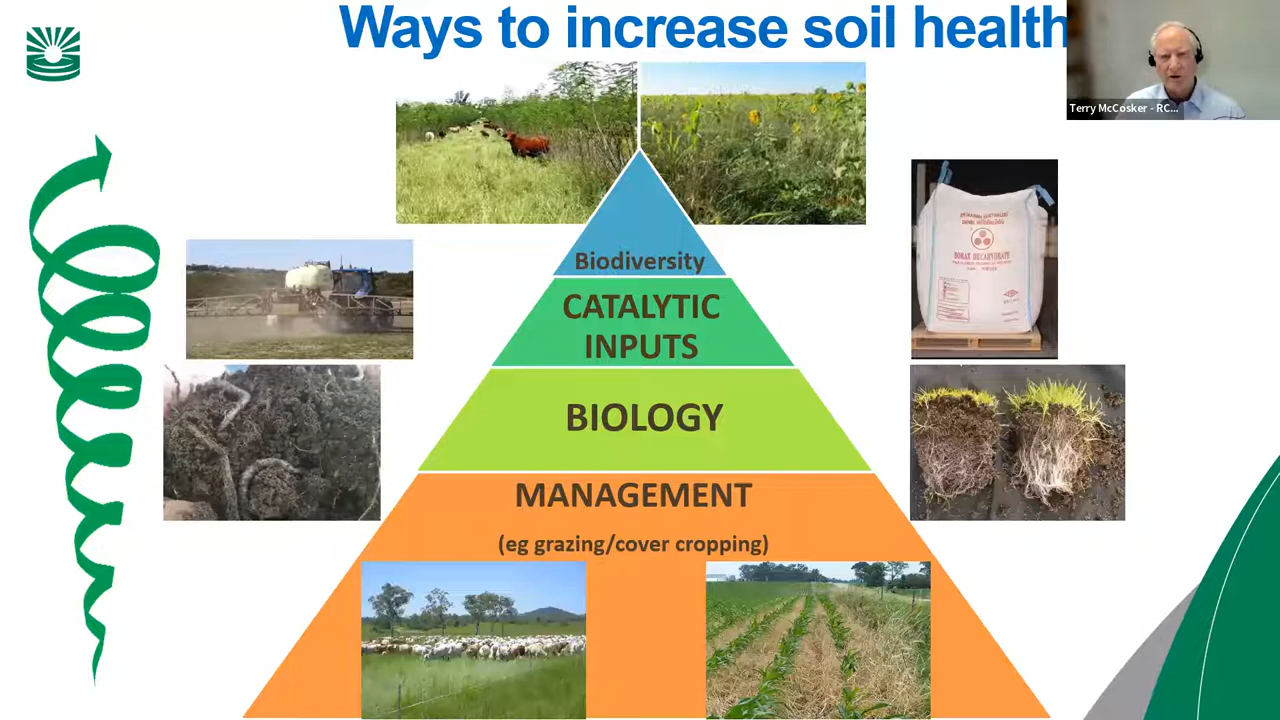 Ways to increase soil health
Terry McCosker - RC...
Biodiversity
CATALYTIC
INPUTS
BORAX DECAHYDRATE
BIOLOGY
MANAGEMENT
(eg grazing/cover cropping)